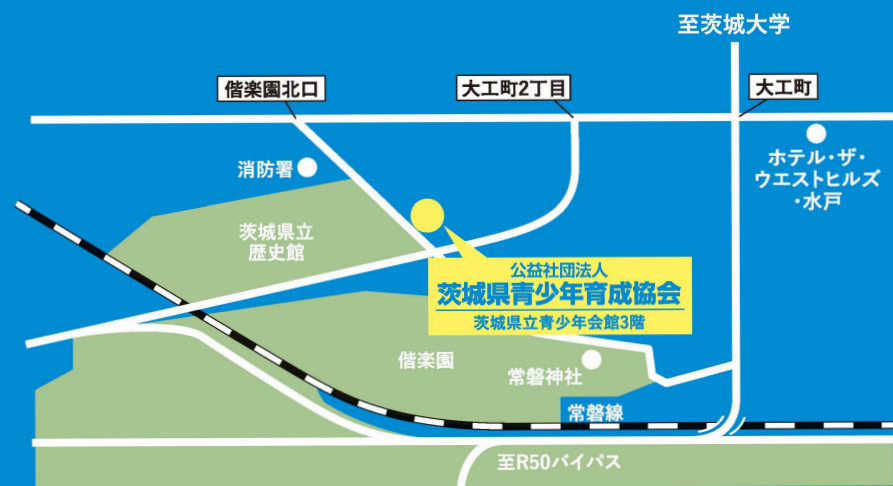 至茨城大学
偕楽園北口
大工町2丁目
大工町
消防署
ホテル・ザ・
ウエストヒルズ
・水戸
茨城県立
歴史館
公益社団法人
茨城県青少年育成協会
茨城県立青少年会館3階
偕楽園
常磐神社
常磐線
至R50バイパス